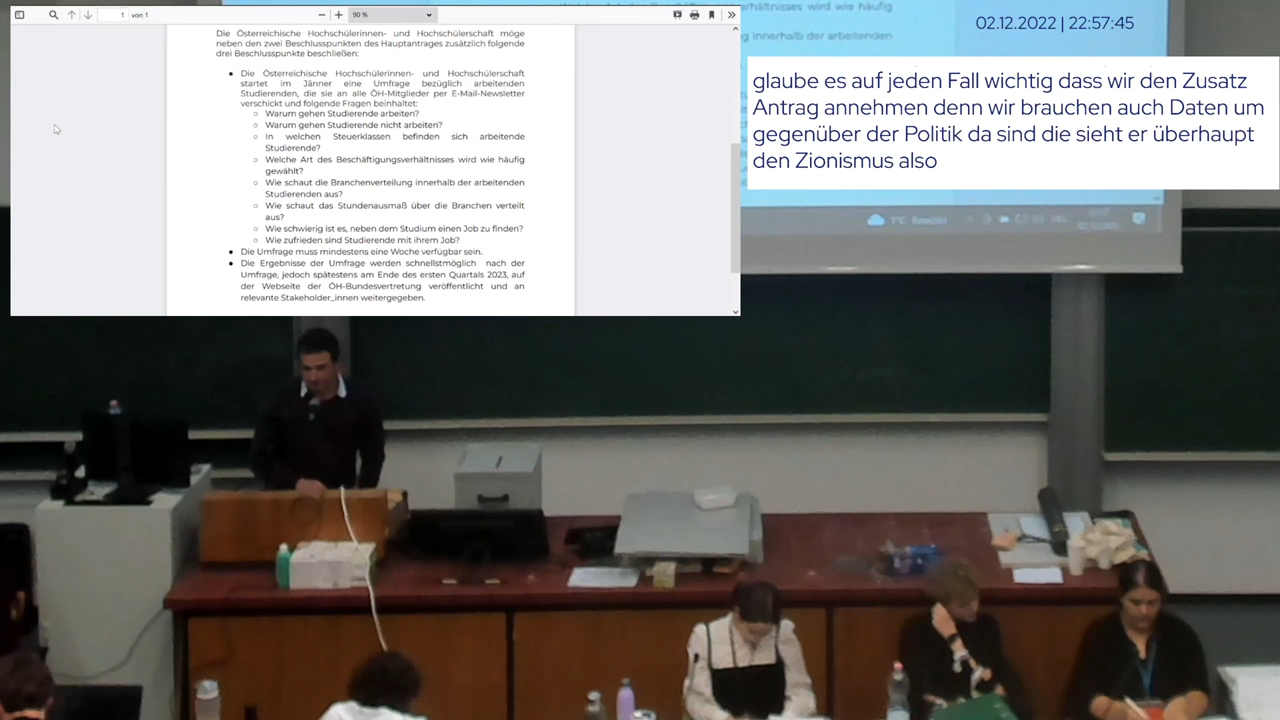 1 von 1
90 %
Die Österreichische Hochschülerinnen- und Hochschülerschaft möge
neben den zwei Beschlusspunkten des Hauptantrages zusätzlich folgende
drei Beschlusspunkte beschließen:
● Die Österreichische Hochschülerinnen- und Hochschülerschaft
startet im Jänner eine Umfrage bezüglich arbeitender
Studierenden, die sie an alle ÖH-Mitglieder per E-Mail-Newsletter
verschickt und folgende Fragen beinhaltet:
○ Warum gehen Studierende arbeiten?
○ Warum gehen Studierende nicht arbeiten?
○ In welchen Steuerklassen befinden sich arbeitende
Studierende?
○ Welche Art des Beschäftigungsverhältnisses wird wie häufig
gewählt?
○ Wie schaut die Branchenverteilung innerhalb der arbeitenden
Studierenden aus?
○ Wie schaut das Stundenausmaß über die Branchen verteilt
aus?
○ Wie schwierig ist es, neben dem Studium einen Job zu finden?
○ Wie zufrieden sind Studierende mit ihrem Job?
● Die Umfrage muss mindestens eine Woche verfügbar sein.
● Die Ergebnisse der Umfrage werden schnellstmöglich nach der
Umfrage, jedoch spätestens am Ende des ersten Quartals 2023, auf
der Webseite der ÖH-Bundesvertretung veröffentlicht und an
relevante Stakeholder_innen weitergegeben.
verhältnisses wird wie häufig
innerhalb der arbeitenden
02.12.2022 | 22:57:45
glaube es auf jeden Fall wichtig dass wir den Zusatz
Antrag annehmen denn wir brauchen auch Daten um
gegenüber der Politik da sind die sieht er überhaupt
den Zionismus also
1°C Bewölkt